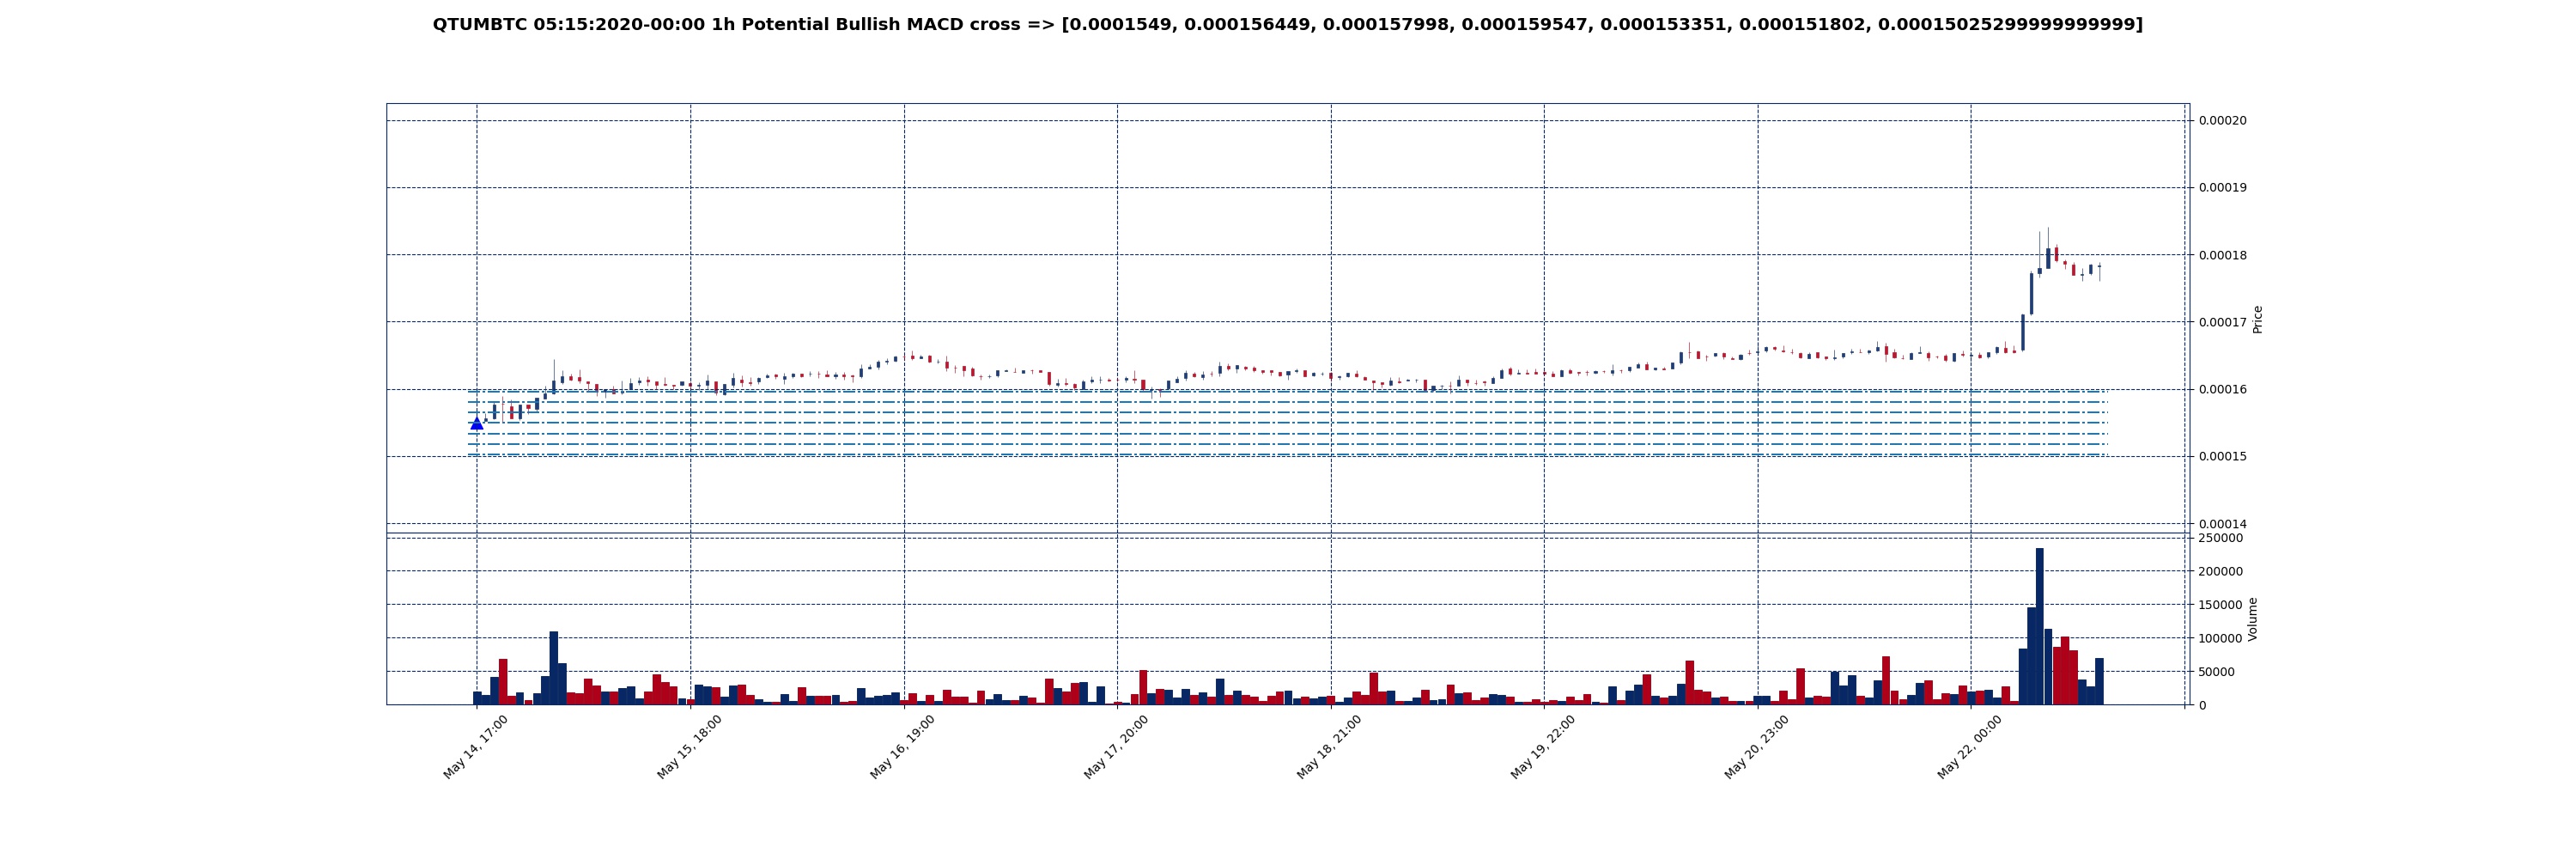 QTUMBTC 05:15:2020-00:00 1h Potential Bullish MACD cross => [0.0001549, 0.000156449, 0.000157998, 0.000159547, 0.000153351, 0.000151802, 0.00015025299999999999]
0.00020
0.00019
0.00018
0.00017
0.00016
0.00015
0.00014
Price
250000
200000
150000
100000
50000
0
Volume
May 14, 17:00
May 15, 18:00
May 16, 19:00
May 17, 20:00
May 18, 21:00
May 19, 22:00
May 20, 23:00
May 22, 00:00